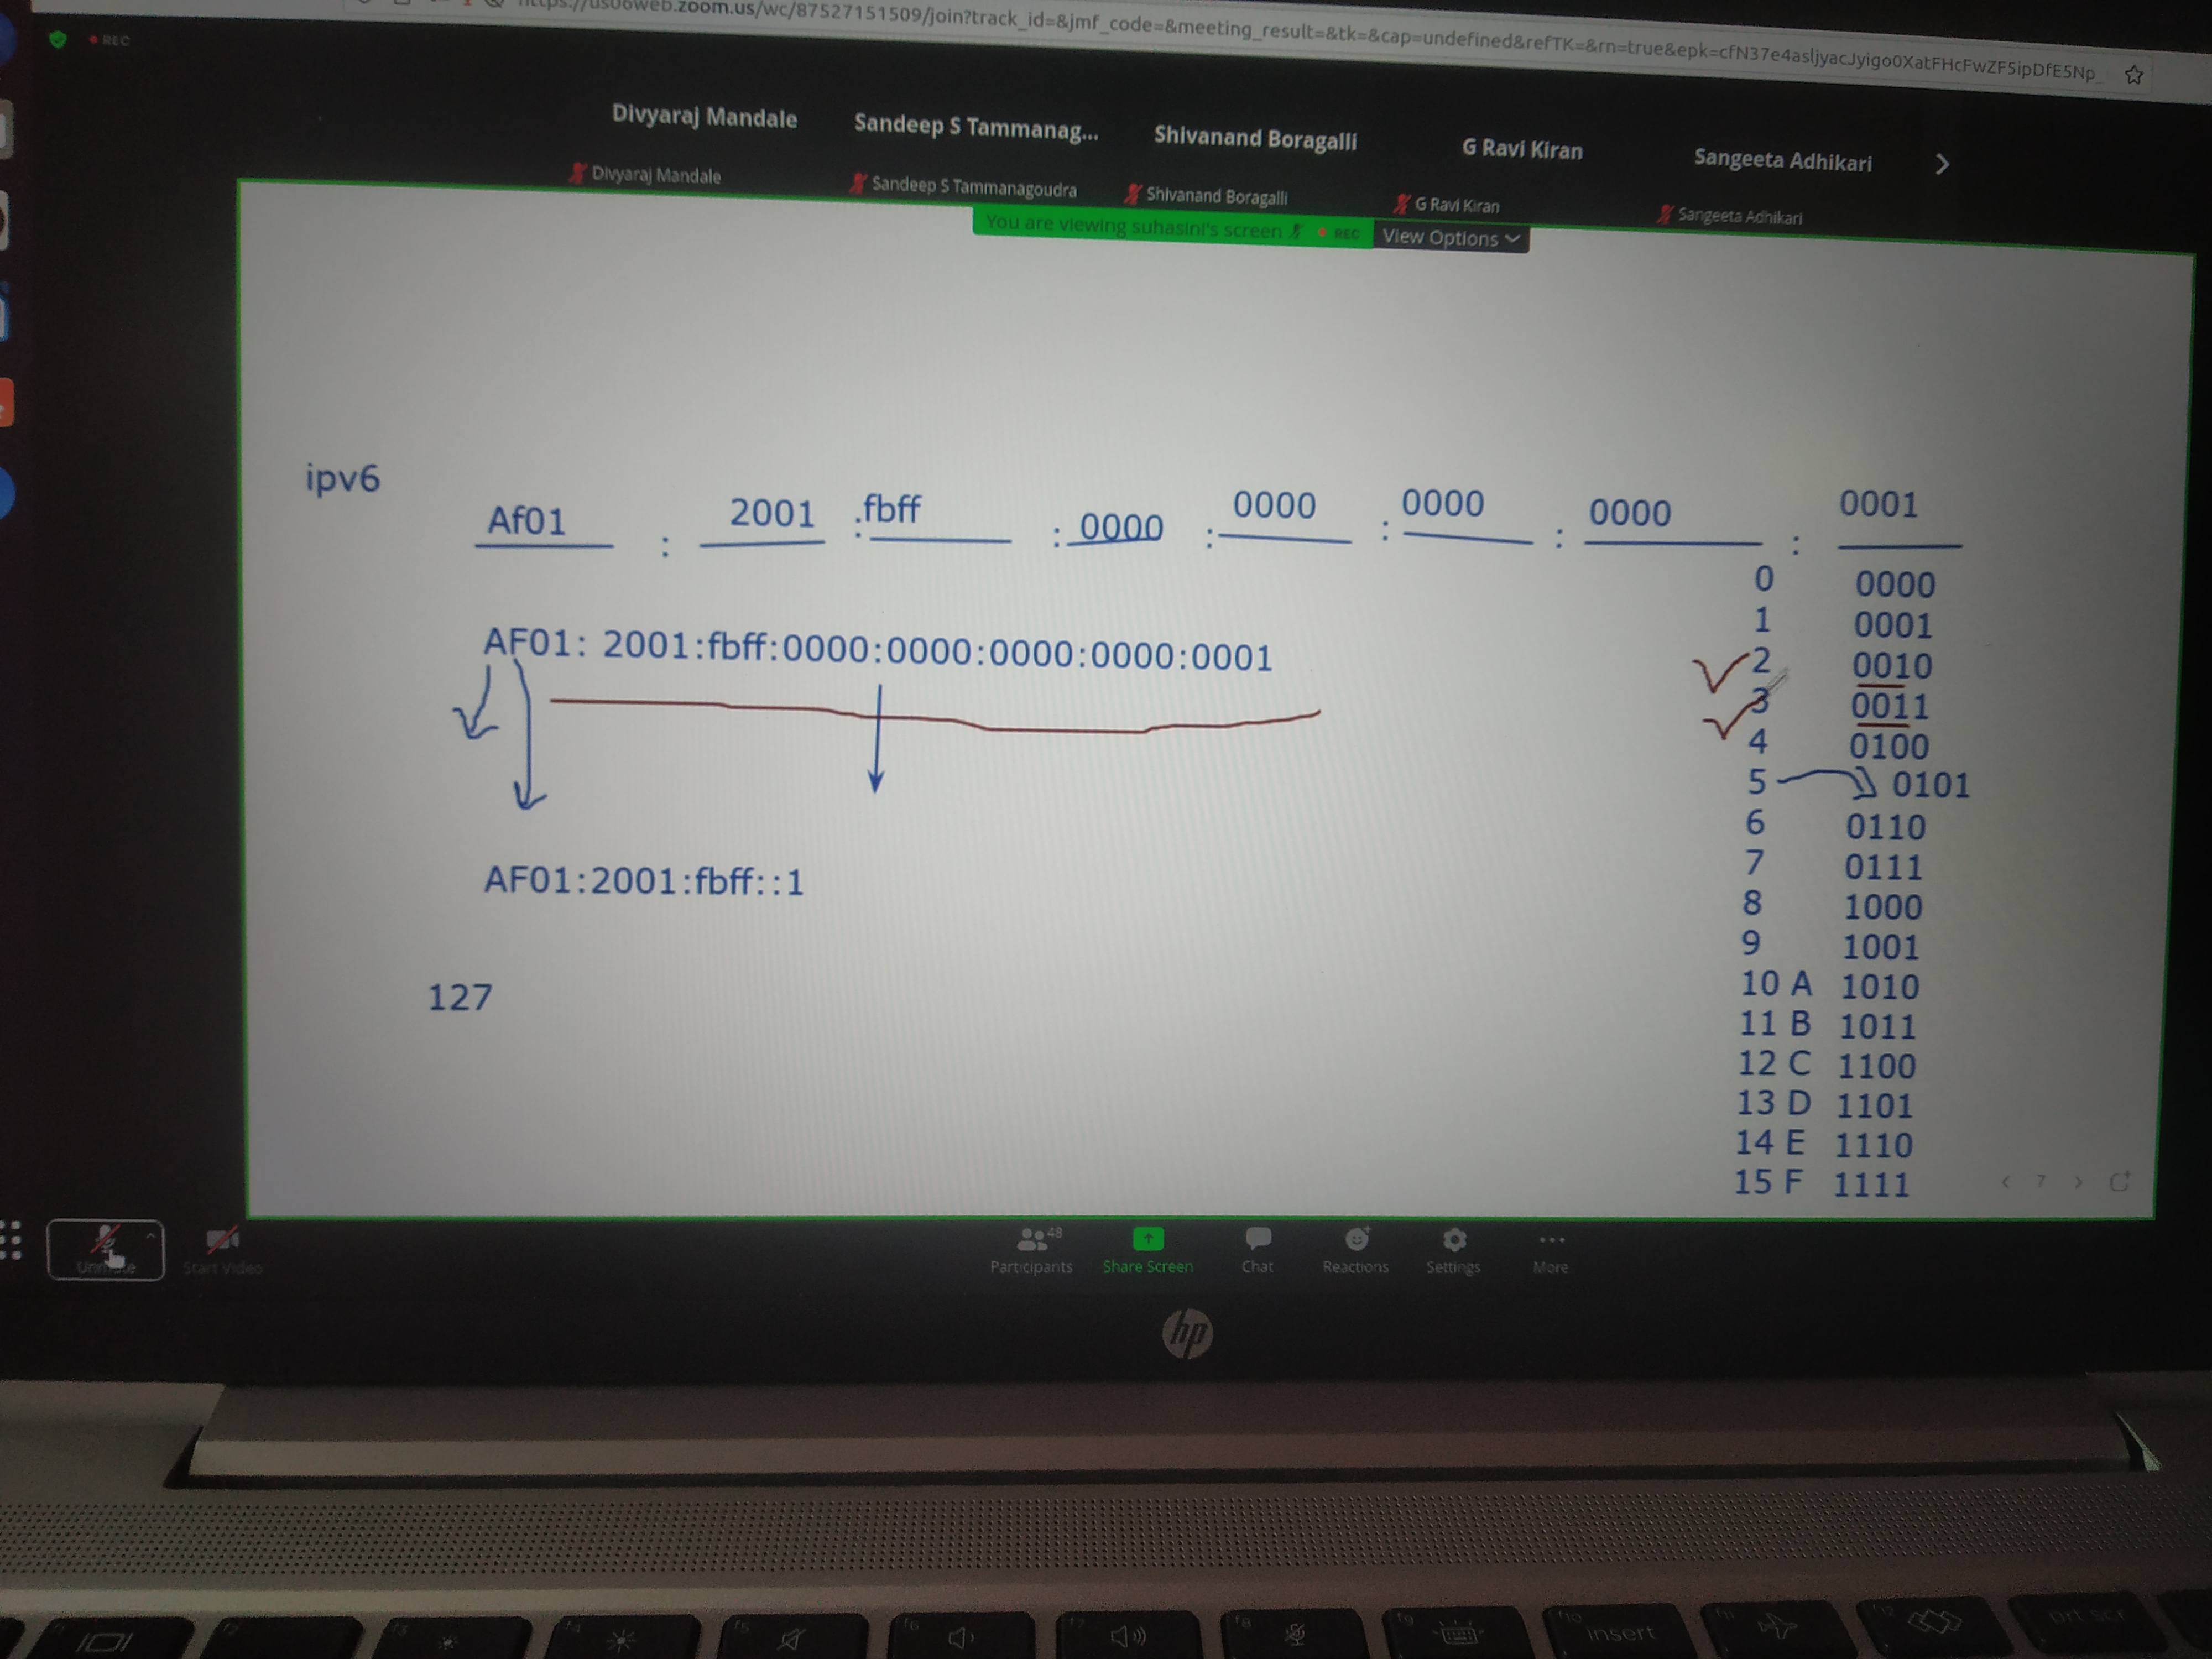 https://us06web.zoom.us/wc/87527151509/join?track_id=&jmf_code=&meeting_result=&tk=&cap=undefined&refTK=&rn=true&epk=cfN37e4asljyacJyigo0XatFHcFwZF5ipDfE5Np_
REC
Divyaraj Mandale Sandeep S Tammanag... Shivanand Boragalli G Ravi Kiran Sangeeta Adhikari
Divyaraj Mandale Sandeep S Tammanagoudra Shivanand Boragalli G Ravi Kiran Sangeeta Adhikari
You are viewing suhasini's screen REC View Options
ipv6
Af01 : 2001 :fbff :0000 :0000 :0000 :0000 : 0001
0 0000
1 0001
AF01: 2001:fbff:0000:0000:0000:0000:0001
2 0010
3 0011
4 0100
5 0101
6 0110
7 0111
AF01:2001:fbff::1
8 1000
9 1001
127
10 A 1010
11 B 1011
12 C 1100
13 D 1101
14 E 1110
15 F 1111
7
48
Unmute Start Video Participants Share Screen Chat Reactions Settings More
hp
insert prt scr